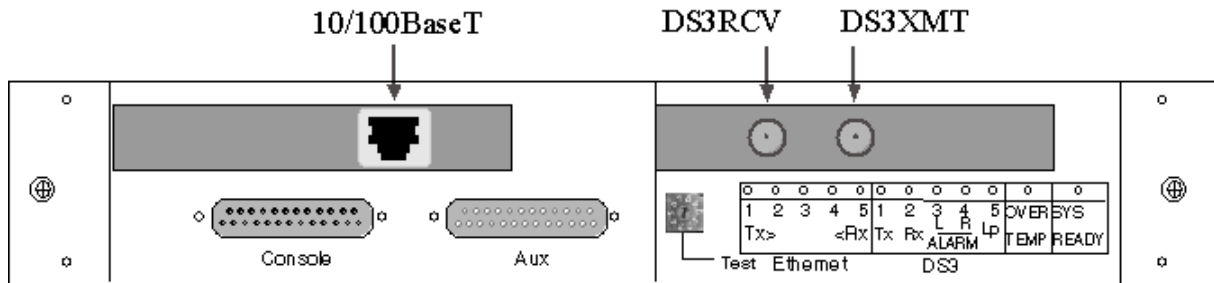 10/100BaseT DS3RCV DS3XMT
1 2 3 4 5 1 2 3 4 5 OVER SYS
Tx> <Rx Tx Rx L R Lp TEMP READY
ALARM
Console Aux Test Ethernet DS3